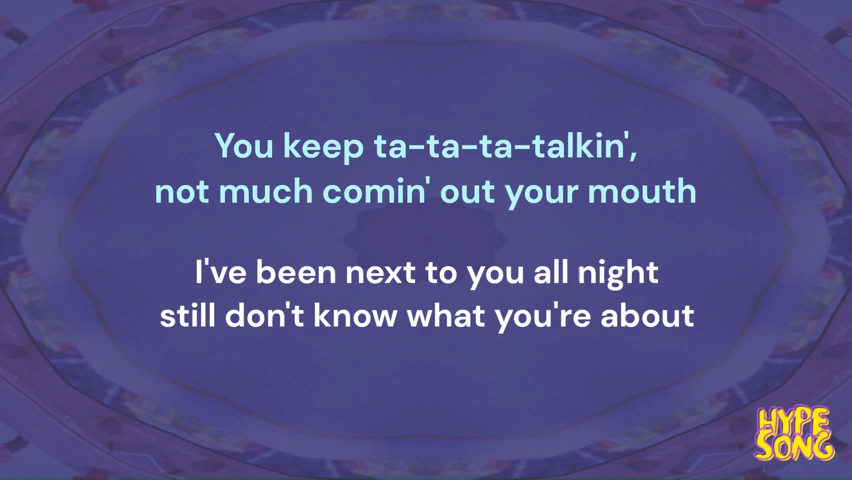 You keep ta-ta-ta-talkin',
not much comin' out your mouth
I've been next to you all night
still don't know what you're about
HYPE
SONG